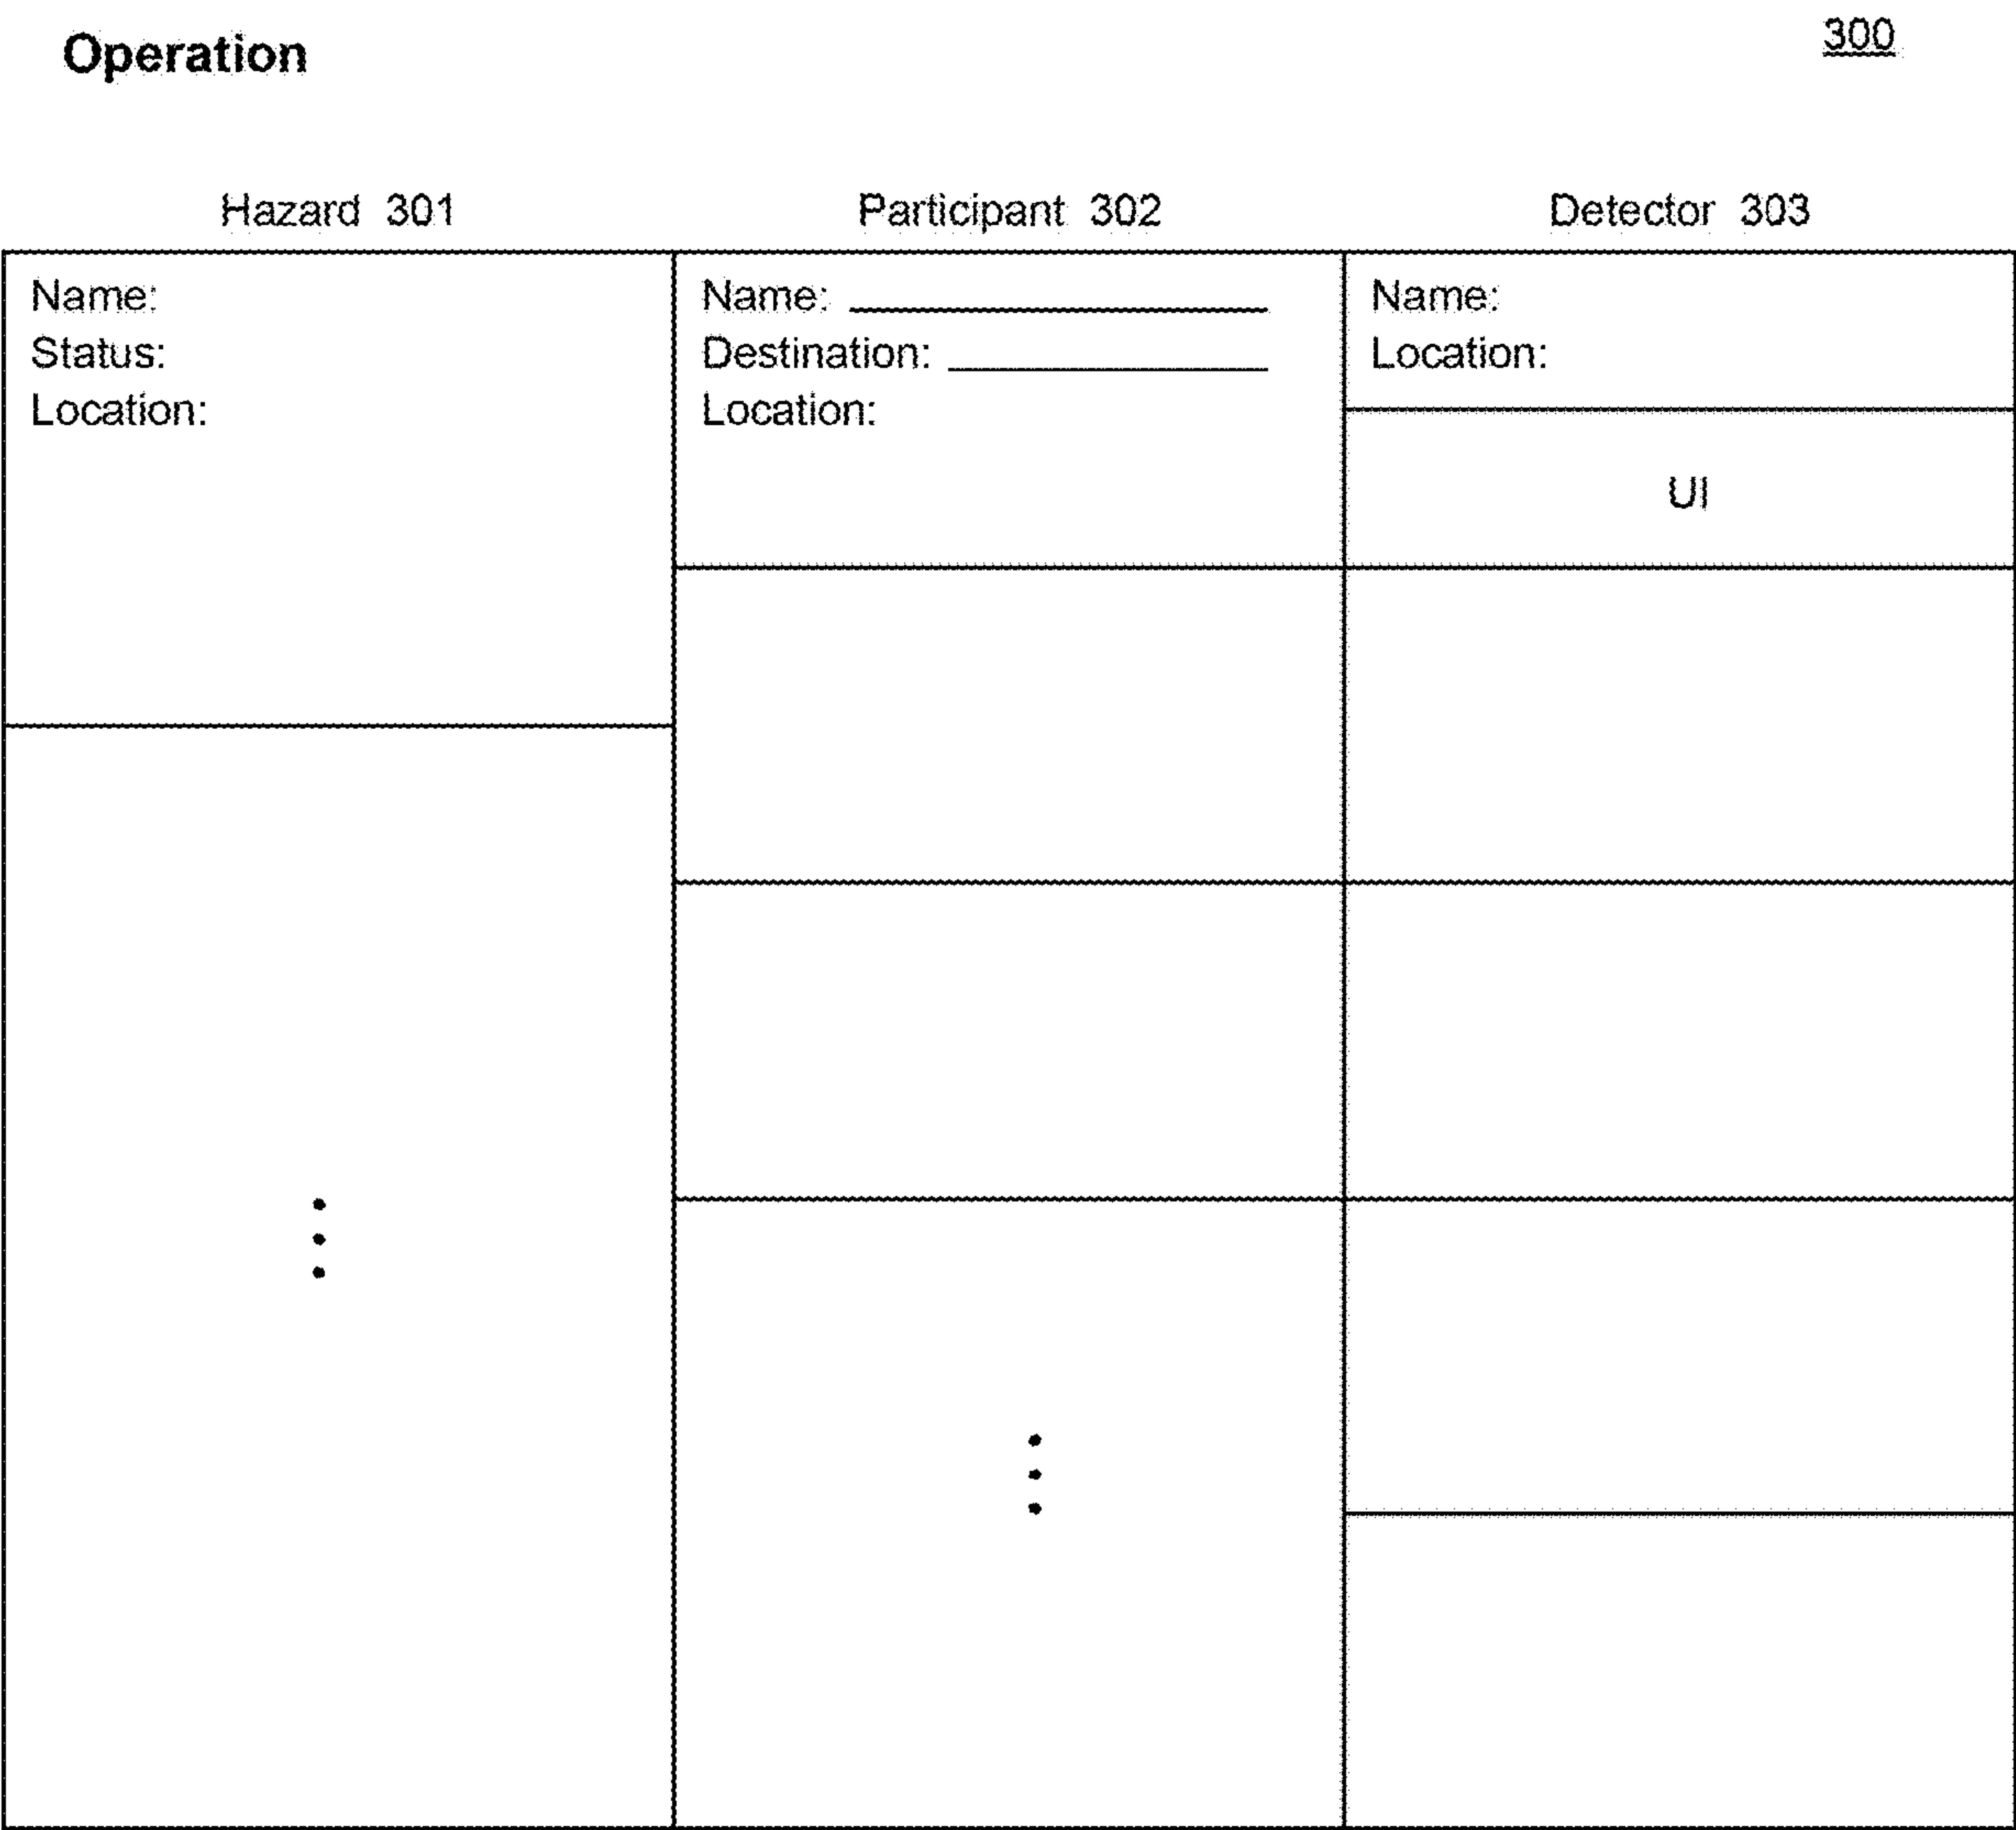 Operation 300
Hazard 301 Participant 302 Detector 303
Name:
Status:
Location:
Name:
Destination:
Location:
Name:
Location:
UI